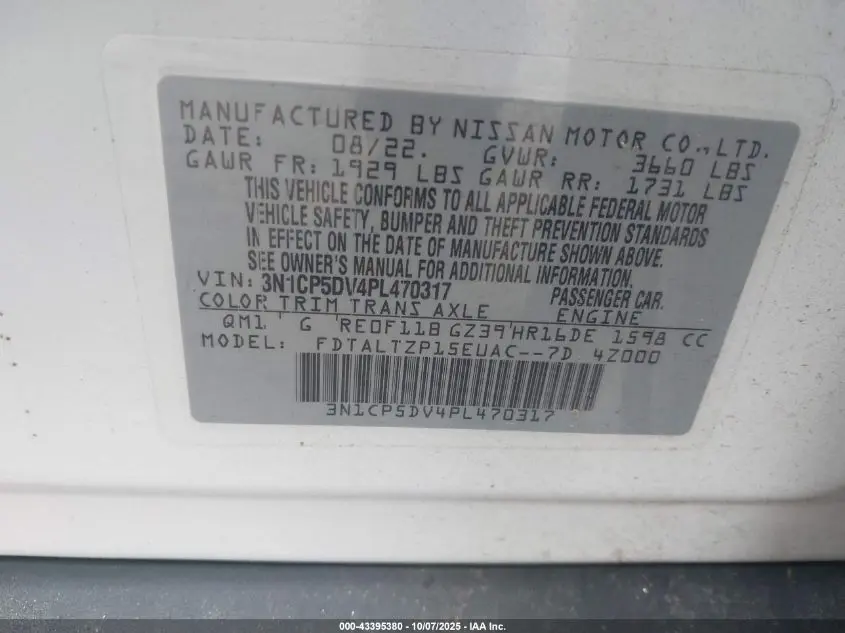 MANUFACTURED BY NISSAN MOTOR CO.,LTD.
DATE: 08/22. GVWR: 3660 LBS
GAWR FR: 1929 LBS GAWR RR: 1731 LBS
THIS VEHICLE CONFORMS TO ALL APPLICABLE FEDERAL MOTOR
VEHICLE SAFETY, BUMPER AND THEFT PREVENTION STANDARDS
IN EFFECT ON THE DATE OF MANUFACTURE SHOWN ABOVE.
SEE OWNER'S MANUAL FOR ADDITIONAL INFORMATION.
VIN: 3N1CP5DV4PL470317 PASSENGER CAR.
COLOR TRIM TRANS AXLE ENGINE
QM1 G RE0F11B GZ39 HR16DE 1598 CC
MODEL: FDTALTZP15EUAC--7D 4Z000
3N1CP5DV4PL470317
000-43395380 - 10/07/2025 - IAA Inc.